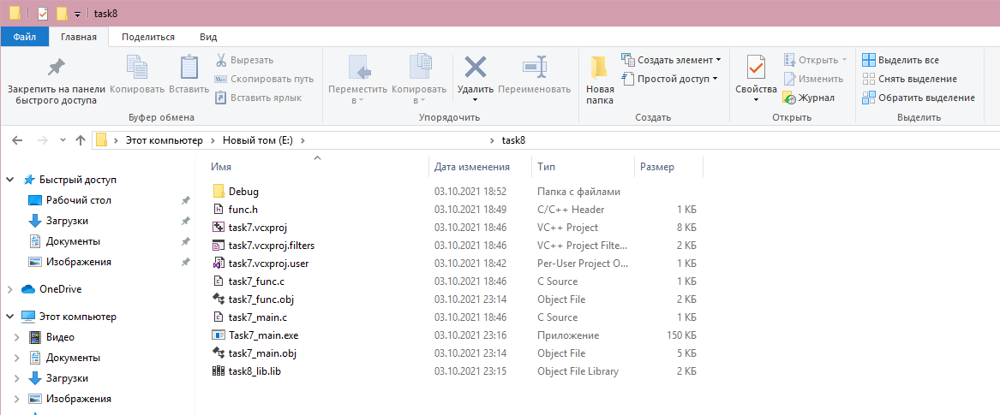 task8
Файл Главная Поделиться Вид
Закрепить на панели быстрого доступа
Копировать
Вставить
Вырезать
Скопировать путь
Вставить ярлык
Буфер обмена
Переместить в
Копировать в
Удалить
Переименовать
Упорядочить
Новая папка
Создать элемент
Простой доступ
Создать
Свойства
Открыть
Изменить
Журнал
Открыть
Выделить все
Снять выделение
Обратить выделение
Выделить
Этот компьютер > Новый том (E:) > > task8
Быстрый доступ
Рабочий стол
Загрузки
Документы
Изображения
OneDrive
Этот компьютер
Видео
Документы
Загрузки
Изображения
Имя Дата изменения Тип Размер
Debug 03.10.2021 18:52 Папка с файлами
func.h 03.10.2021 18:49 C/C++ Header 1 КБ
task7.vcxproj 03.10.2021 18:46 VC++ Project 8 КБ
task7.vcxproj.filters 03.10.2021 18:46 VC++ Project Filte... 2 КБ
task7.vcxproj.user 03.10.2021 18:42 Per-User Project O... 1 КБ
task7_func.c 03.10.2021 18:46 C Source 1 КБ
task7_func.obj 03.10.2021 23:14 Object File 2 КБ
task7_main.c 03.10.2021 18:46 C Source 1 КБ
Task7_main.exe 03.10.2021 23:16 Приложение 150 КБ
task7_main.obj 03.10.2021 23:14 Object File 5 КБ
task8_lib.lib 03.10.2021 23:15 Object File Library 2 КБ